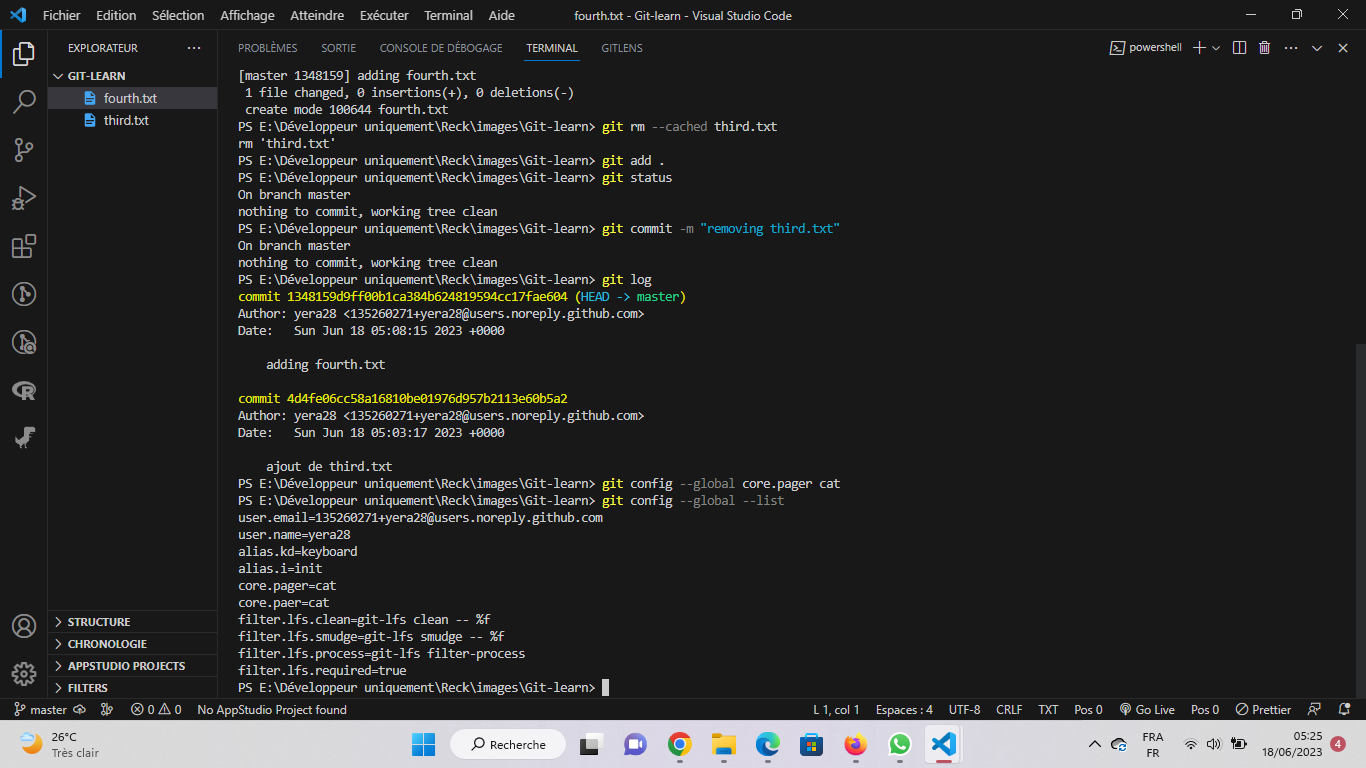 Fichier Edition Sélection Affichage Atteindre Exécuter Terminal Aide
fourth.txt - Git-learn - Visual Studio Code
EXPLORATEUR
GIT-LEARN
fourth.txt
third.txt
STRUCTURE
CHRONOLOGIE
APPSTUDIO PROJECTS
FILTERS
PROBLÈMES SORTIE CONSOLE DE DÉBOGAGE TERMINAL GITLENS
powershell
[master 1348159] adding fourth.txt
1 file changed, 0 insertions(+), 0 deletions(-)
create mode 100644 fourth.txt
PS E:\Développeur uniquement\Reck\images\Git-learn> git rm --cached third.txt
rm 'third.txt'
PS E:\Développeur uniquement\Reck\images\Git-learn> git add .
PS E:\Développeur uniquement\Reck\images\Git-learn> git status
On branch master
nothing to commit, working tree clean
PS E:\Développeur uniquement\Reck\images\Git-learn> git commit -m "removing third.txt"
On branch master
nothing to commit, working tree clean
PS E:\Développeur uniquement\Reck\images\Git-learn> git log
commit 1348159d9ff00b1ca384b624819594cc17fae604 (HEAD -> master)
Author: yera28 <135260271+yera28@users.noreply.github.com>
Date: Sun Jun 18 05:08:15 2023 +0000
adding fourth.txt
commit 4d4fe06cc58a16810be01976d957b2113e60b5a2
Author: yera28 <135260271+yera28@users.noreply.github.com>
Date: Sun Jun 18 05:03:17 2023 +0000
ajout de third.txt
PS E:\Développeur uniquement\Reck\images\Git-learn> git config --global core.pager cat
PS E:\Développeur uniquement\Reck\images\Git-learn> git config --global --list
user.email=135260271+yera28@users.noreply.github.com
user.name=yera28
alias.kd=keyboard
alias.i=init
core.pager=cat
core.paer=cat
filter.lfs.clean=git-lfs clean -- %f
filter.lfs.smudge=git-lfs smudge -- %f
filter.lfs.process=git-lfs filter-process
filter.lfs.required=true
PS E:\Développeur uniquement\Reck\images\Git-learn>
master 0 0 No AppStudio Project found L 1, col 1 Espaces : 4 UTF-8 CRLF TXT Pos 0 Go Live Pos 0 Prettier
26°C
Très clair
Recherche
FRA
FR
05:25
18/06/2023
4